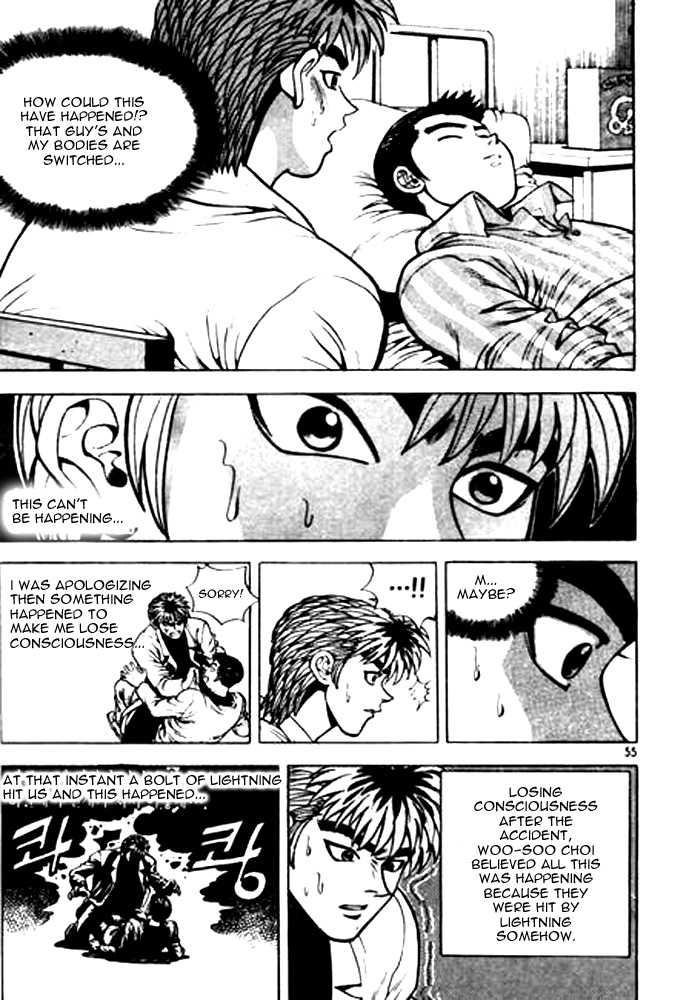 HOW COULD THIS
HAVE HAPPENED!?
THAT GUY'S AND
MY BODIES ARE
SWITCHED...
THIS CAN'T
BE HAPPENING...
I WAS APOLOGIZING
THEN SOMETHING
HAPPENED TO
MAKE ME LOSE
CONSCIOUSNESS...
SORRY!
...!!
M...
MAYBE?
55
AT THAT INSTANT A BOLT OF LIGHTNING
HIT US AND THIS HAPPENED...
콰 쾅
LOSING
CONSCIOUSNESS
AFTER THE
ACCIDENT,
WOO-SOO CHOI
BELIEVED ALL THIS
WAS HAPPENING
BECAUSE THEY
WERE HIT BY
LIGHTNING
SOMEHOW.